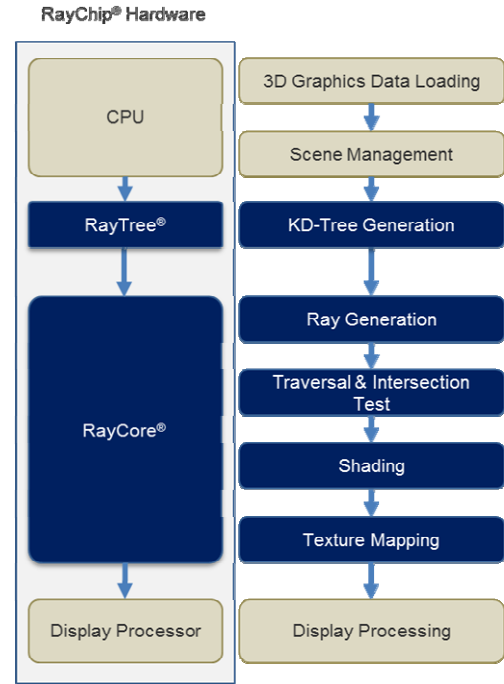 RayChip® Hardware
CPU
RayTree®
RayCore®
Display Processor
3D Graphics Data Loading
Scene Management
KD-Tree Generation
Ray Generation
Traversal & Intersection
Test
Shading
Texture Mapping
Display Processing